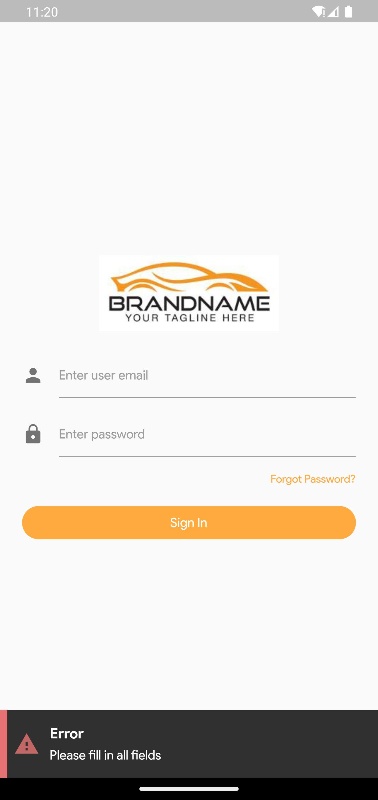 11:20
BRANDNAME
YOUR TAGLINE HERE
Enter user email
Enter password
Forgot Password?
Sign In
Error
Please fill in all fields